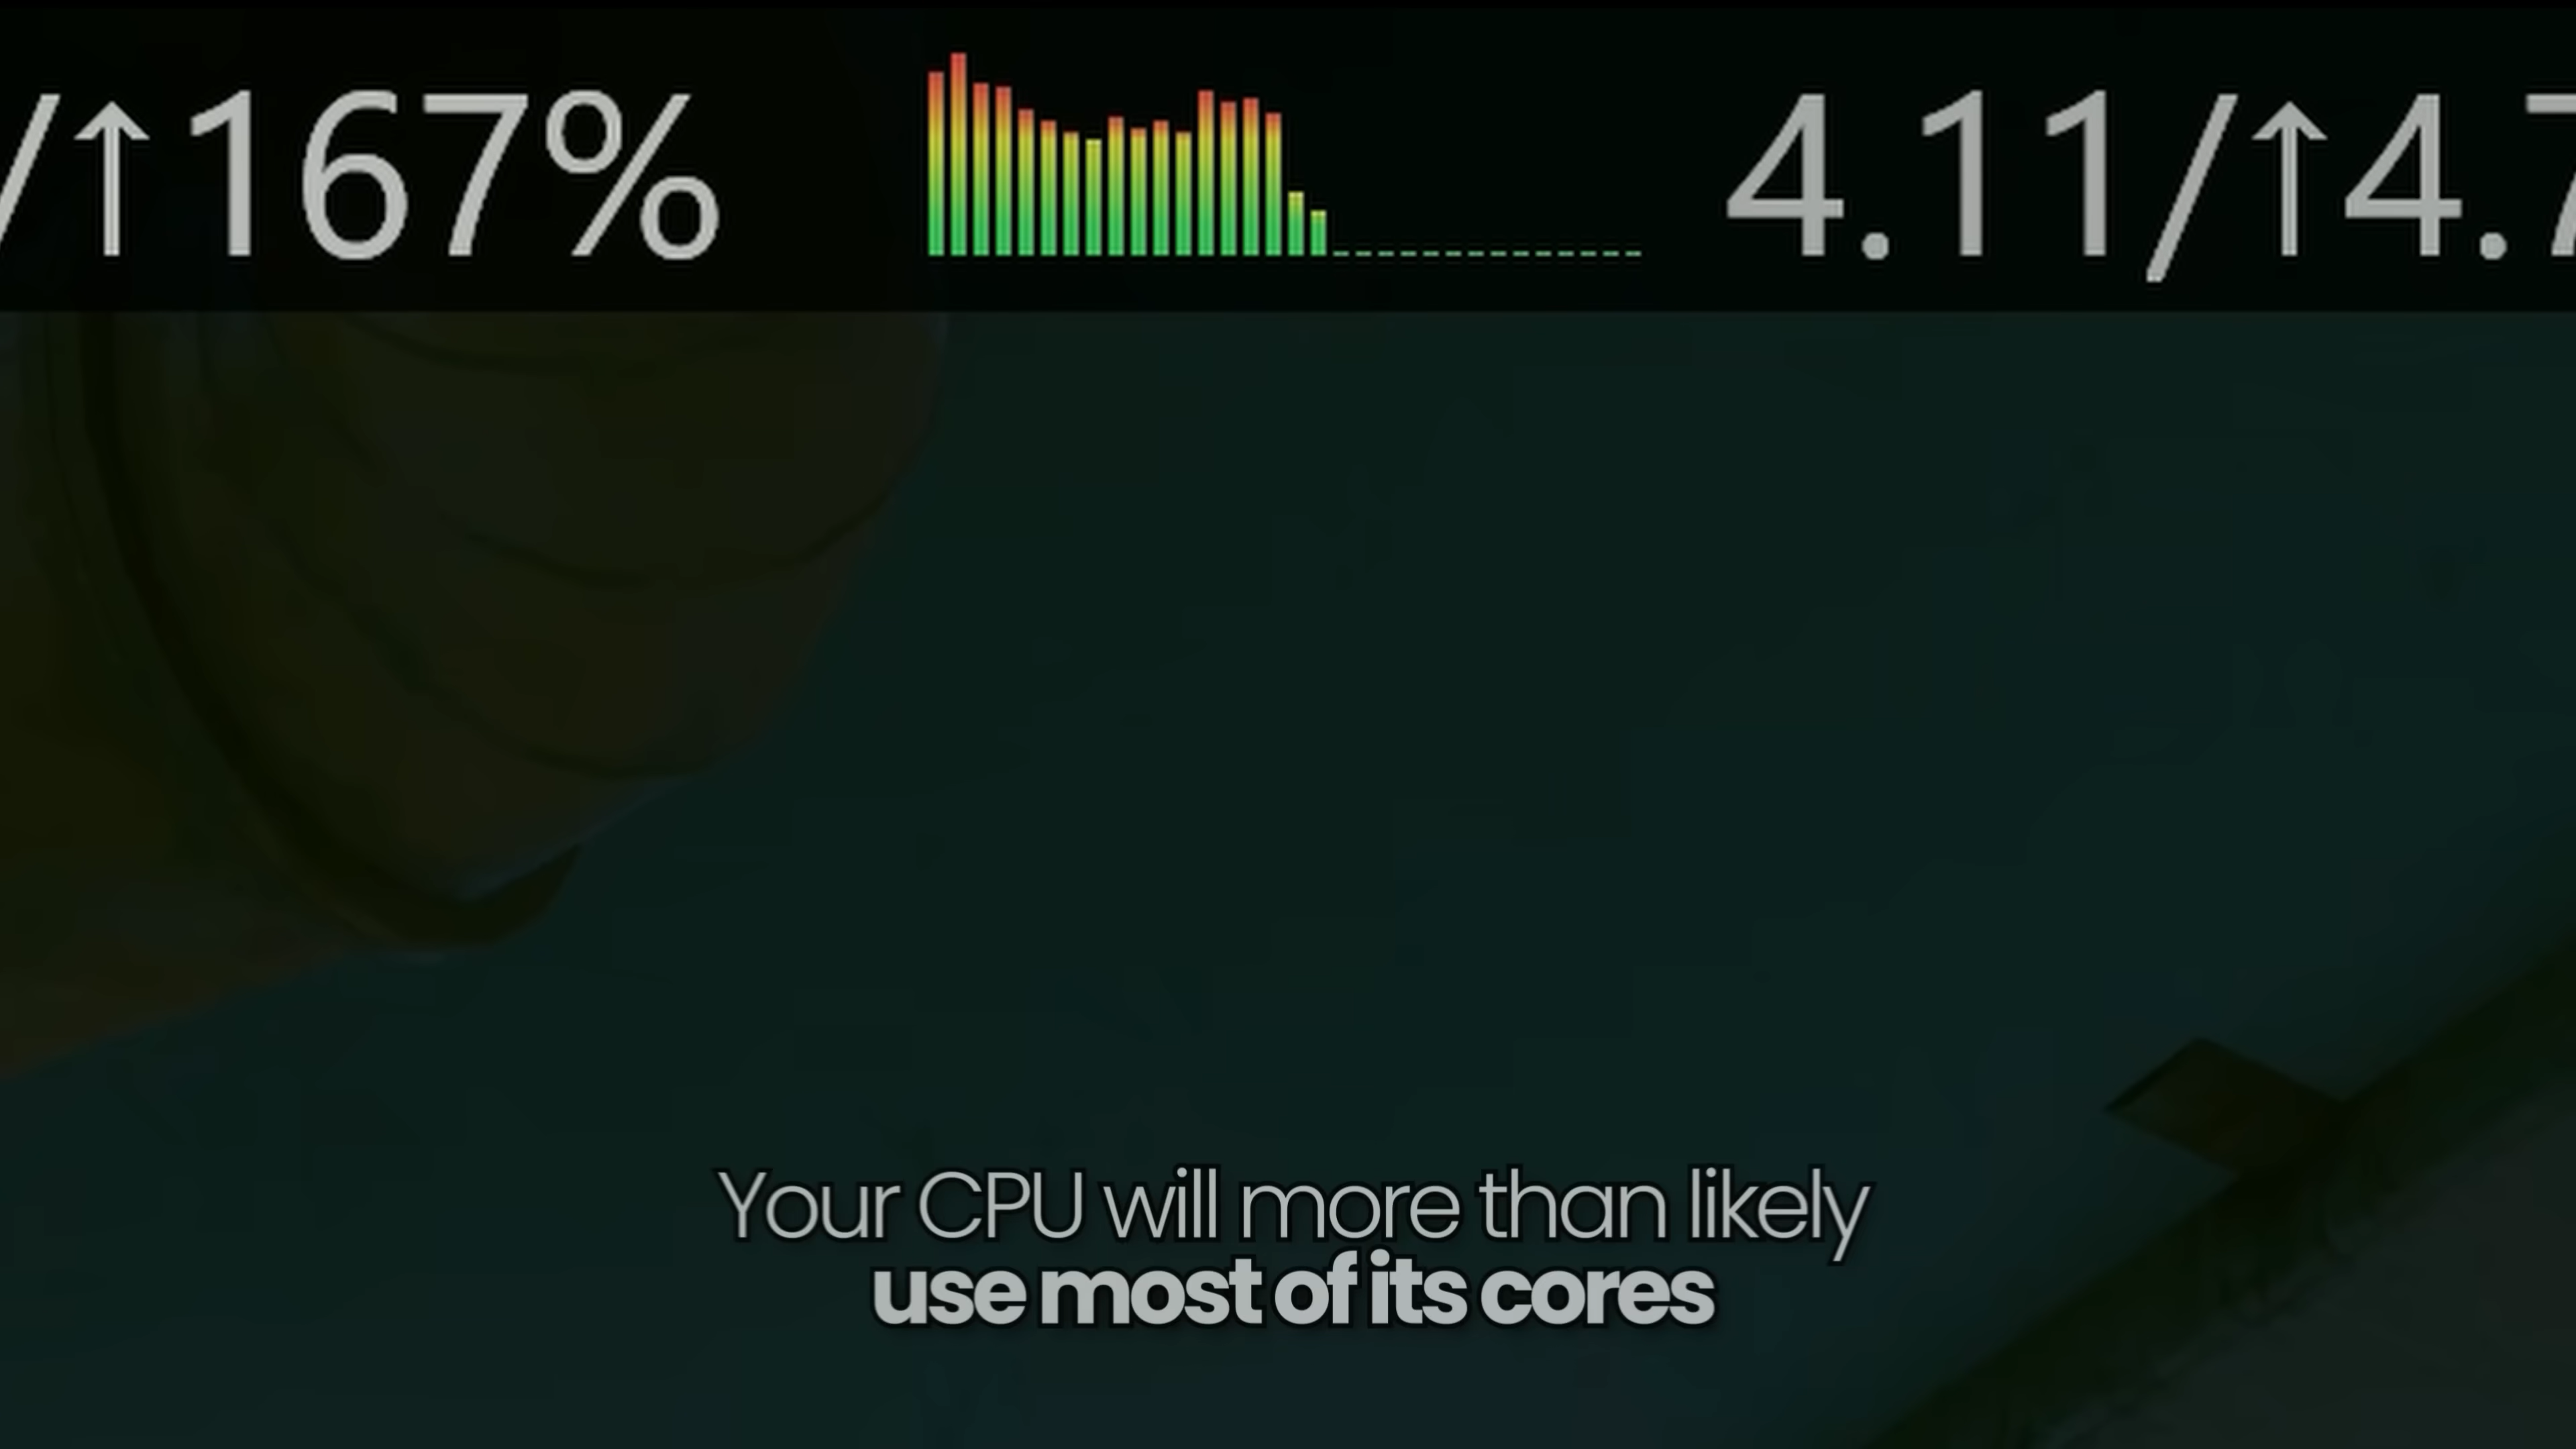 /↑167% 4.11/↑4.7
Your CPU will more than likely
use most of its cores